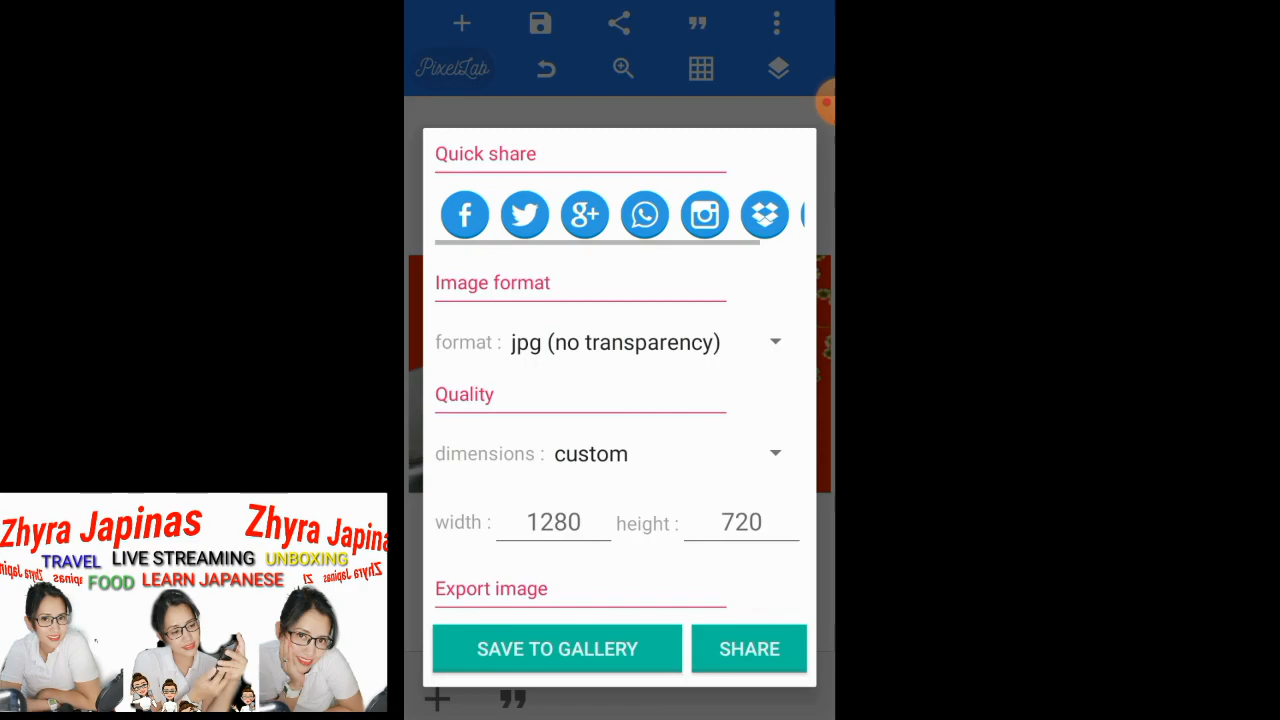 PixelLab
Quick share
Image format
format : jpg (no transparency)
Quality
dimensions : custom
width : 1280 height : 720
Export image
SAVE TO GALLERY SHARE
Zhyra Japinas Zhyra Japina
TRAVEL LIVE STREAMING UNBOXING
FOOD LEARN JAPANESE